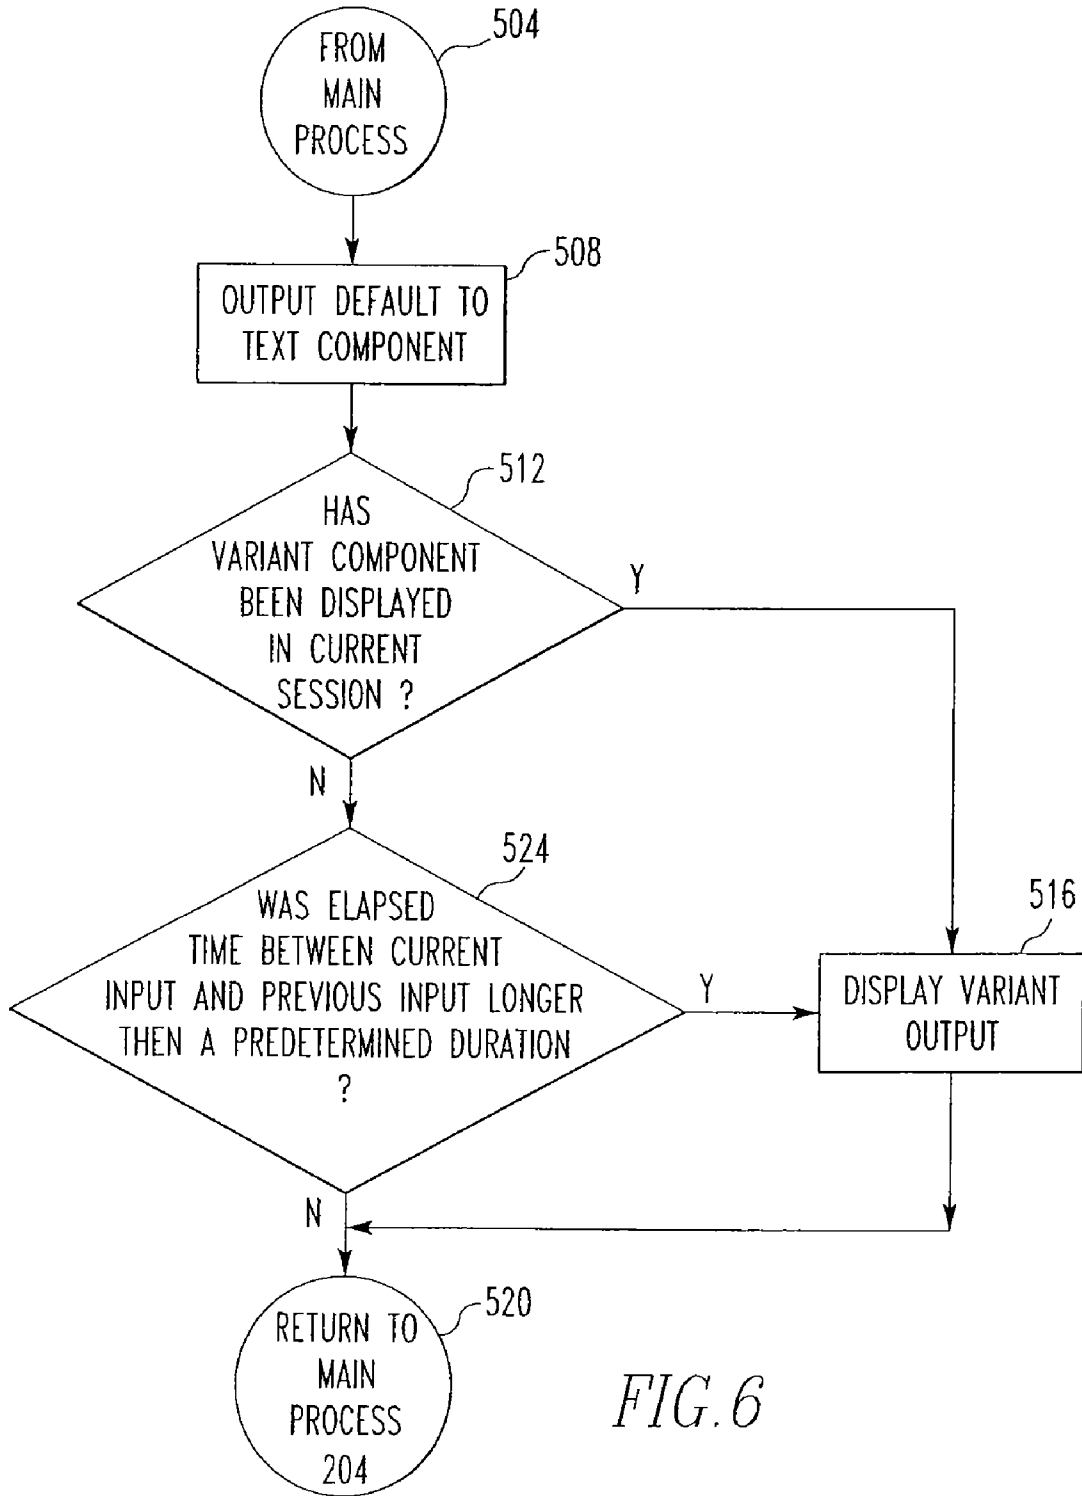 504
FROM
MAIN
PROCESS
508
OUTPUT DEFAULT TO
TEXT COMPONENT
512
HAS
VARIANT COMPONENT
BEEN DISPLAYED
IN CURRENT
SESSION ?
Y
N
524
WAS ELAPSED
TIME BETWEEN CURRENT
INPUT AND PREVIOUS INPUT LONGER
THEN A PREDETERMINED DURATION
?
Y
516
DISPLAY VARIANT
OUTPUT
N
520
RETURN TO
MAIN
PROCESS
204
FIG.6